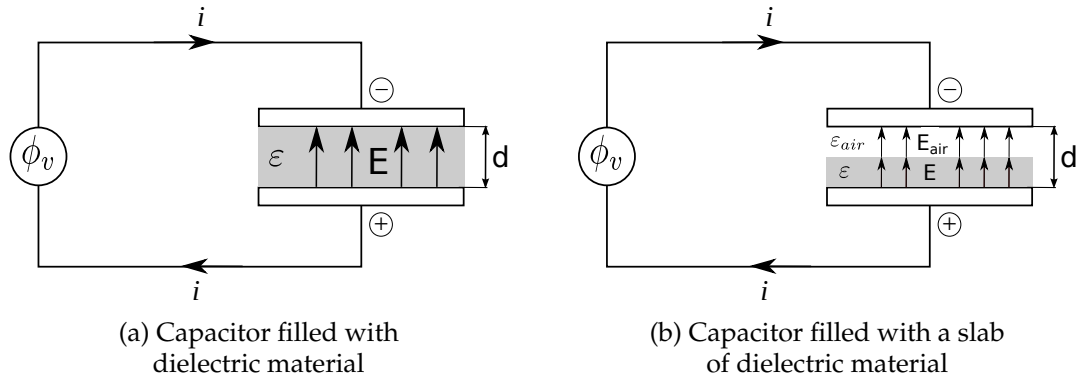 i
−
ϕᵥ
ε
E
d
+
i
(a) Capacitor filled with
dielectric material
i
−
ϕᵥ
εair
Eair
ε
E
d
+
i
(b) Capacitor filled with a slab
of dielectric material